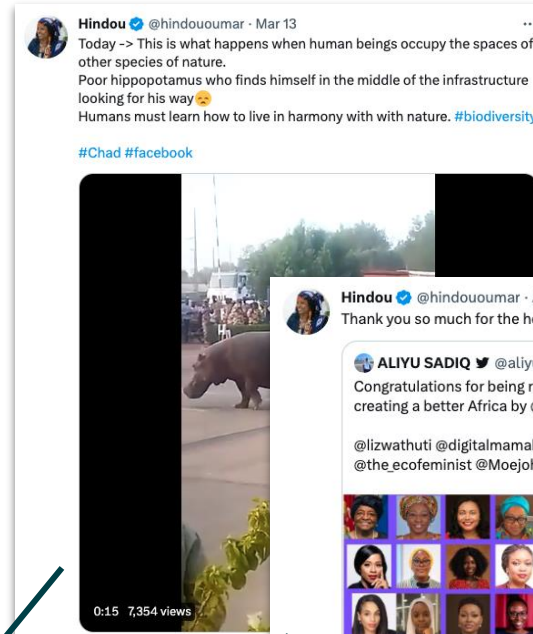 Hindou @hindououmar · Mar 13
Today -> This is what happens when human beings occupy the spaces of
other species of nature.
Poor hippopotamus who finds himself in the middle of the infrastructure
looking for his way😞
Humans must learn how to live in harmony with with nature. #biodiversity
#Chad #facebook
0:15 7,354 views
Hindou @hindououmar ·
Thank you so much for the
ALIYU SADIQ
Congratulations for being
creating a better Africa by
@lizwathuti
@the_ecofeminist